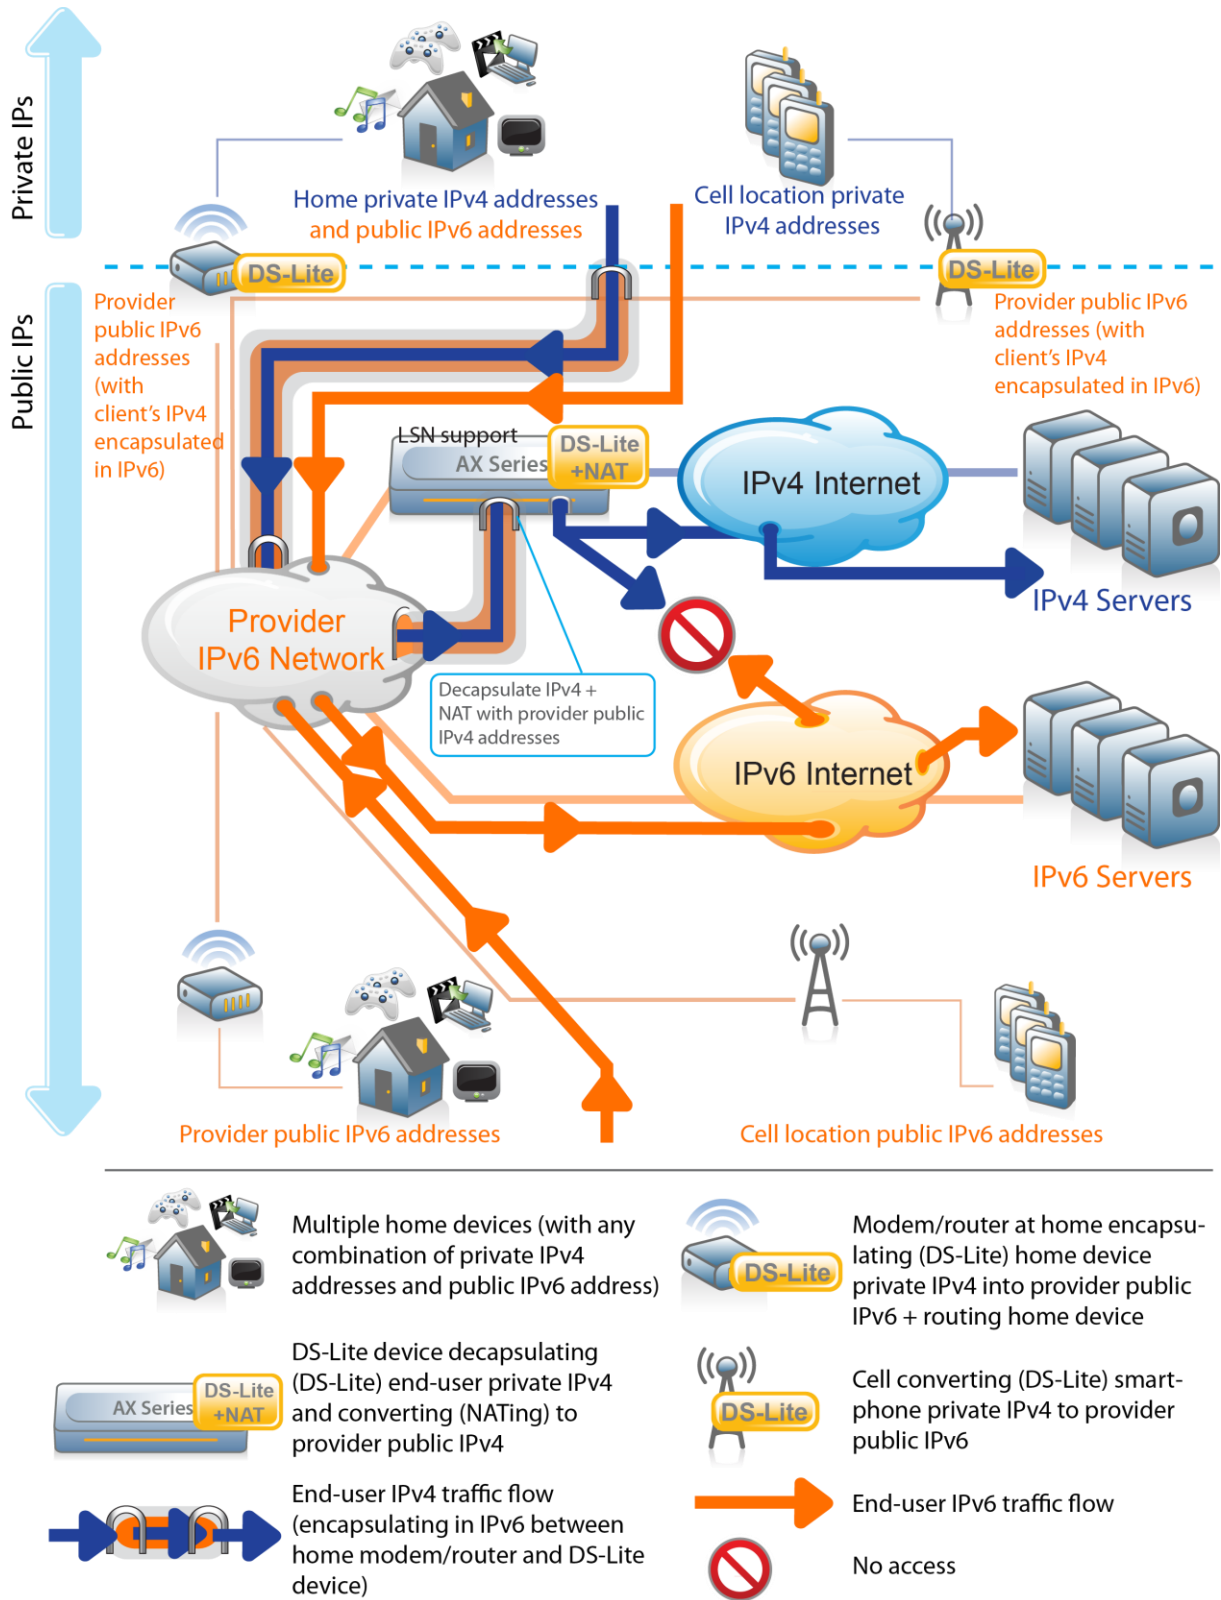 Private IPs
Public IPs
Home private IPv4 addresses
and public IPv6 addresses
Cell location private
IPv4 addresses
DS-Lite
DS-Lite
Provider
public IPv6
addresses
(with
client's IPv4
encapsulated
in IPv6)
Provider public IPv6
addresses (with
client's IPv4
encapsulated in IPv6)
LSN support
AX Series
DS-Lite
+NAT
IPv4 Internet
IPv4 Servers
Provider
IPv6 Network
Decapsulate IPv4 +
NAT with provider public
IPv4 addresses
IPv6 Internet
IPv6 Servers
Provider public IPv6 addresses
Cell location public IPv6 addresses
Multiple home devices (with any
combination of private IPv4
addresses and public IPv6 address)
DS-Lite
Modem/router at home encapsu-
lating (DS-Lite) home device
private IPv4 into provider public
IPv6 + routing home device
AX Series
DS-Lite
+NAT
DS-Lite device decapsulating
(DS-Lite) end-user private IPv4
and converting (NATing) to
provider public IPv4
DS-Lite
Cell converting (DS-Lite) smart-
phone private IPv4 to provider
public IPv6
End-user IPv4 traffic flow
(encapsulating in IPv6 between
home modem/router and DS-Lite
device)
End-user IPv6 traffic flow
No access